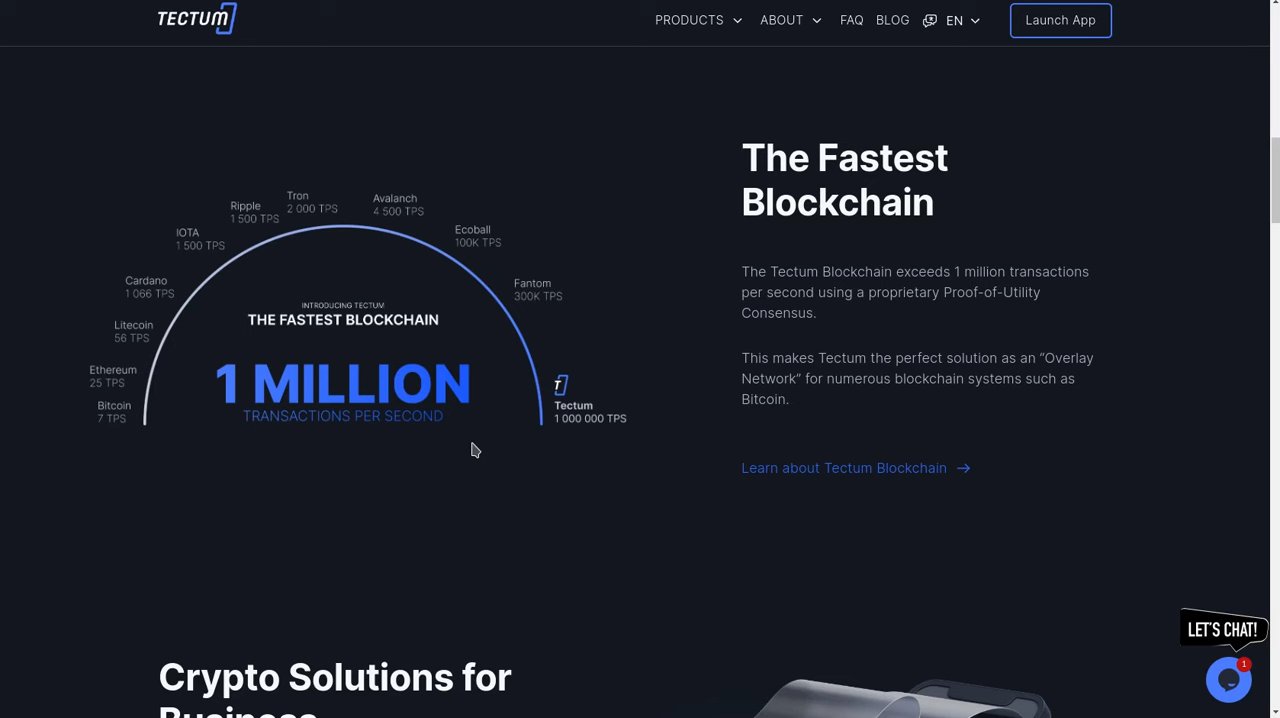 TECTUM
PRODUCTS
ABOUT
FAQ
BLOG
EN
Launch App
Bitcoin
7 TPS
Ethereum
25 TPS
Litecoin
56 TPS
Cardano
1 066 TPS
IOTA
1 500 TPS
Ripple
1 500 TPS
Tron
2 000 TPS
Avalanch
4 500 TPS
Ecoball
100K TPS
Fantom
300K TPS
T
Tectum
1 000 000 TPS
INTRODUCING TECTUM
THE FASTEST BLOCKCHAIN
1 MILLION
TRANSACTIONS PER SECOND
The Fastest
Blockchain
The Tectum Blockchain exceeds 1 million transactions
per second using a proprietary Proof-of-Utility
Consensus.
This makes Tectum the perfect solution as an “Overlay
Network” for numerous blockchain systems such as
Bitcoin.
Learn about Tectum Blockchain
LET'S CHAT!
1
Crypto Solutions for
Business